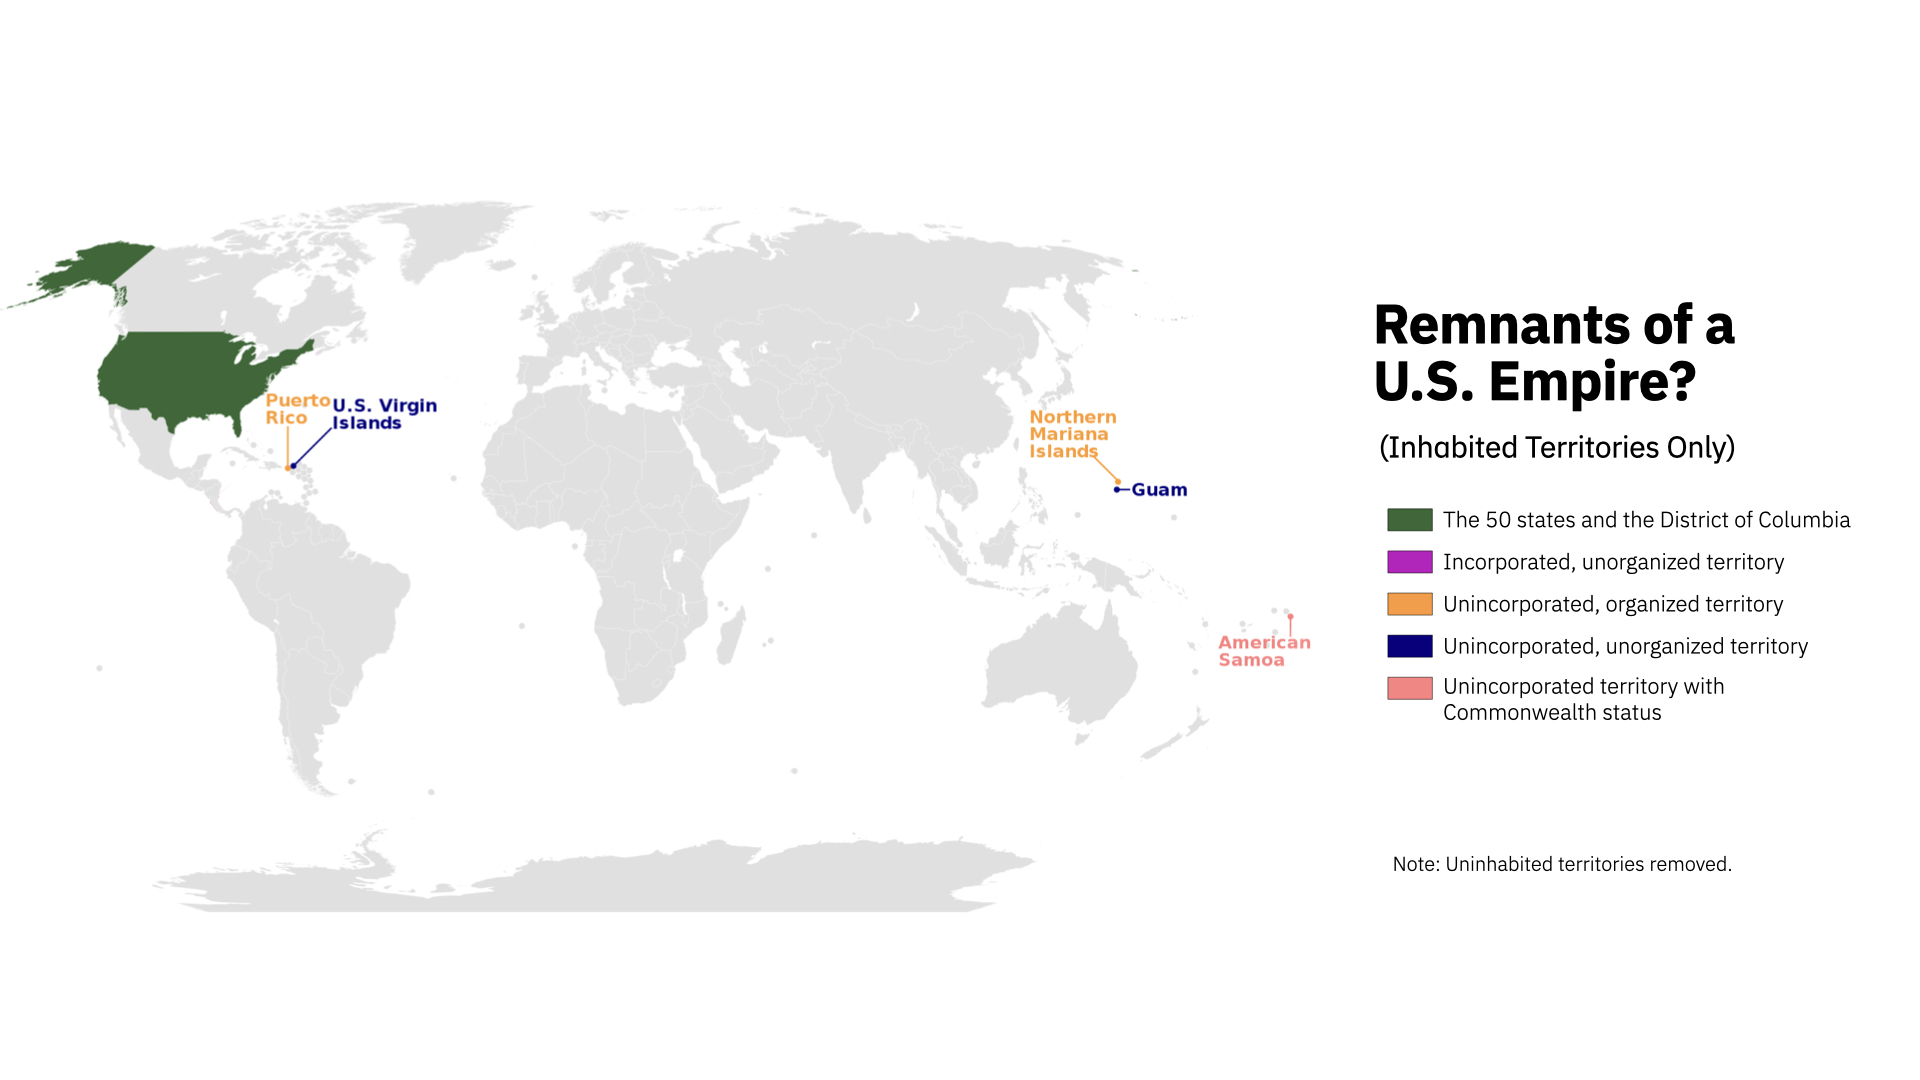 Remnants of a
U.S. Empire?
(Inhabited Territories Only)
Puerto
Rico
U.S. Virgin
Islands
Northern
Mariana
Islands
Guam
American
Samoa
The 50 states and the District of Columbia
Incorporated, unorganized territory
Unincorporated, organized territory
Unincorporated, unorganized territory
Unincorporated territory with
Commonwealth status
Note: Uninhabited territories removed.